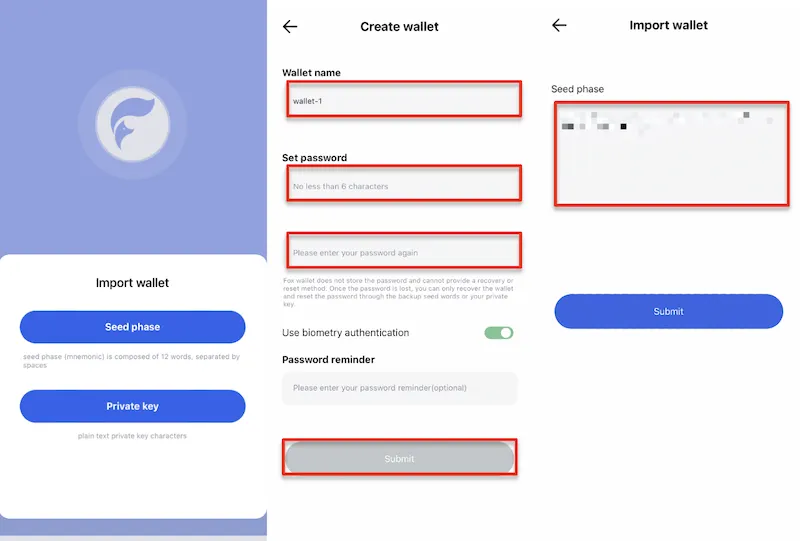 Import wallet
Seed phase
seed phase (mnemonic) is composed of 12 words, separated by
spaces
Private key
plain text private key characters
Create wallet
Wallet name
wallet-1
Set password
No less than 6 characters
Please enter your password again
Fox wallet does not store the password and cannot provide a recovery or
reset method. Once the password is lost, you can only recover the wallet
and reset the password through the backup seed words or your private
key.
Use biometry authentication
Password reminder
Please enter your password reminder(optional)
Submit
Import wallet
Seed phase
Submit